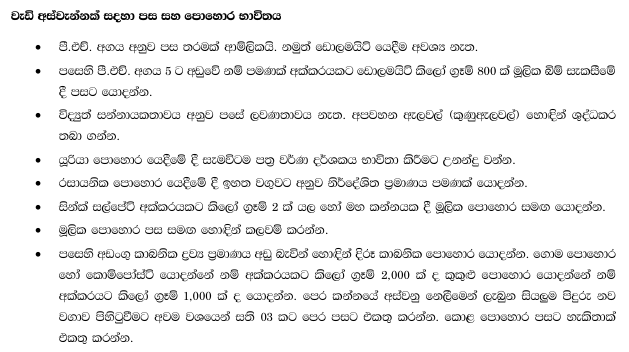 වැඩි අස්වැන්නක් සඳහා පස සහ පොහොර භාවිතය
• පී.එච්. අගය අනුව පස තරමක් ආම්ලිකයි. නමුත් ඩොලමයිට් යෙදීම අවශ්‍ය නැත.
• පසෙහි පී.එච්. අගය 5 ට අඩුවේ නම් පමණක් අක්කරයකට ඩොලමයිට් කිලෝ ග්‍රෑම් 800 ක් මූලික බිම් සැකසීමේ
දී පසට යොදන්න.
• විද්‍යුත් සන්නායකතාවය අනුව පසේ ලවණතාවය නැත. අපවහන ඇලවල් (කුණුඇලවල්) හොඳින් ශුද්ධකර
තබා ගන්න.
• යූරියා පොහොර යෙදීමේ දී සැමවිටම පත්‍ර වර්ණ දර්ශකය භාවිතා කිරීමට උනන්දු වන්න.
• රසායනික පොහොර යෙදීමේ දී ඉහත වගුවට අනුව නිර්දේශිත ප්‍රමාණය පමණක් යොදන්න.
• සින්ක් සල්පේට් අක්කරයකට කිලෝ ග්‍රෑම් 2 ක් යල හෝ මහ කන්නයක දී මූලික පොහොර සමඟ යොදන්න.
• මූලික පොහොර පස සමඟ හොඳින් කලවම් කරන්න.
• පසෙහි අඩංගු කාබනික ද්‍රව්‍ය ප්‍රමාණය අඩු බැවින් හොඳින් දිරූ කාබනික පොහොර යොදන්න. ගොම පොහොර
හෝ කොම්පෝස්ට් යොදන්නේ නම් අක්කරයකට කිලෝ ග්‍රෑම් 2,000 ක් ද කුකුළු පොහොර යොදන්නේ නම්
අක්කරයට කිලෝ ග්‍රෑම් 1,000 ක් ද යොදන්න. පෙර කන්නයේ අස්වනු නෙලීමෙන් ලැබුන සියලුම පිදුරු නව
වගාව පිහිටුවීමට අවම වශයෙන් සති 03 කට පෙර පසට එකතු කරන්න. කොළ පොහොර පසට හැකිතාක්
එකතු කරන්න.